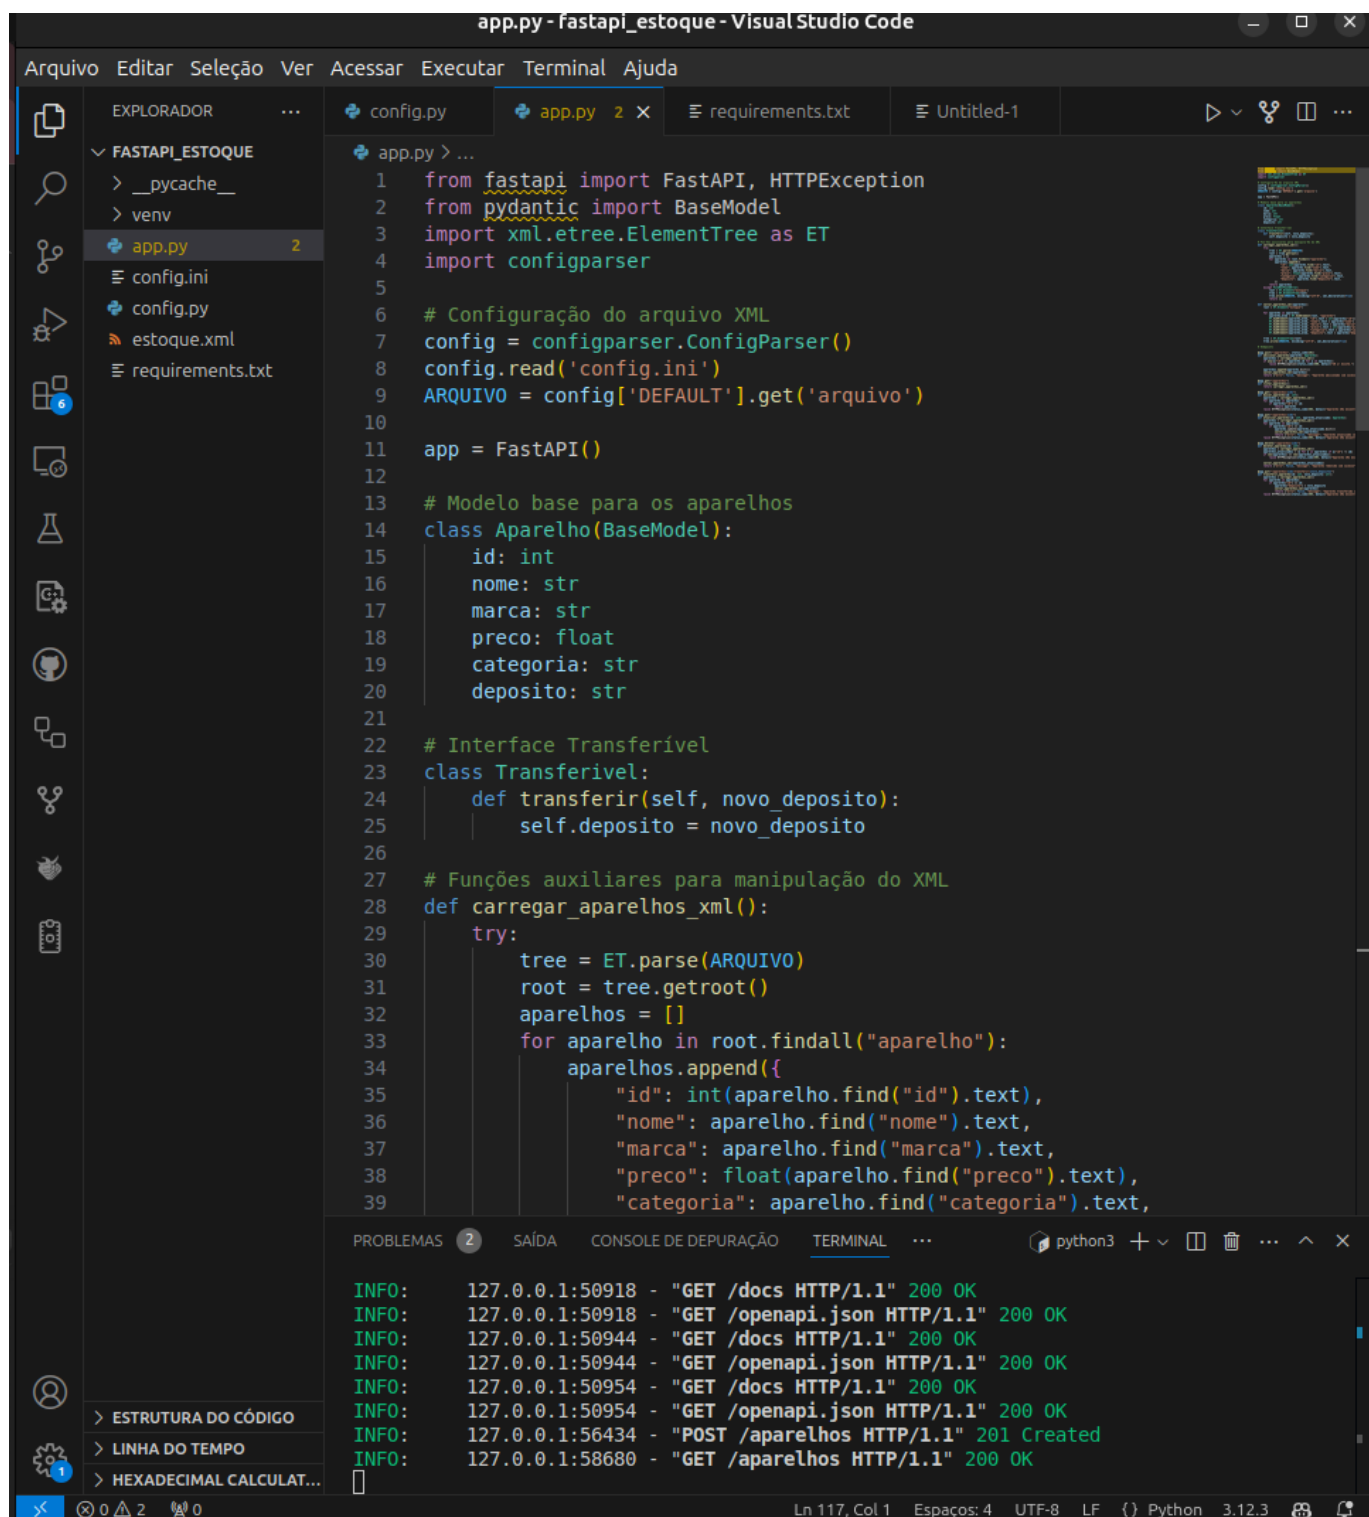 app.py - fastapi_estoque - Visual Studio Code
Arquivo Editar Seleção Ver Acessar Executar Terminal Ajuda
EXPLORADOR
FASTAPI_ESTOQUE
__pycache__
venv
app.py 2
config.ini
config.py
estoque.xml
requirements.txt
ESTRUTURA DO CÓDIGO
LINHA DO TEMPO
HEXADECIMAL CALCULAT...
6
1
config.py app.py 2 requirements.txt Untitled-1
app.py > ...
1 from fastapi import FastAPI, HTTPException
2 from pydantic import BaseModel
3 import xml.etree.ElementTree as ET
4 import configparser
5
6 # Configuração do arquivo XML
7 config = configparser.ConfigParser()
8 config.read('config.ini')
9 ARQUIVO = config['DEFAULT'].get('arquivo')
10
11 app = FastAPI()
12
13 # Modelo base para os aparelhos
14 class Aparelho(BaseModel):
15     id: int
16     nome: str
17     marca: str
18     preco: float
19     categoria: str
20     deposito: str
21
22 # Interface Transferível
23 class Transferivel:
24     def transferir(self, novo_deposito):
25         self.deposito = novo_deposito
26
27 # Funções auxiliares para manipulação do XML
28 def carregar_aparelhos_xml():
29     try:
30         tree = ET.parse(ARQUIVO)
31         root = tree.getroot()
32         aparelhos = []
33         for aparelho in root.findall("aparelho"):
34             aparelhos.append({
35                 "id": int(aparelho.find("id").text),
36                 "nome": aparelho.find("nome").text,
37                 "marca": aparelho.find("marca").text,
38                 "preco": float(aparelho.find("preco").text),
39                 "categoria": aparelho.find("categoria").text,
PROBLEMAS 2 SAÍDA CONSOLE DE DEPURAÇÃO TERMINAL ... python3
INFO: 127.0.0.1:50918 - "GET /docs HTTP/1.1" 200 OK
INFO: 127.0.0.1:50918 - "GET /openapi.json HTTP/1.1" 200 OK
INFO: 127.0.0.1:50944 - "GET /docs HTTP/1.1" 200 OK
INFO: 127.0.0.1:50944 - "GET /openapi.json HTTP/1.1" 200 OK
INFO: 127.0.0.1:50954 - "GET /docs HTTP/1.1" 200 OK
INFO: 127.0.0.1:50954 - "GET /openapi.json HTTP/1.1" 200 OK
INFO: 127.0.0.1:56434 - "POST /aparelhos HTTP/1.1" 201 Created
INFO: 127.0.0.1:58680 - "GET /aparelhos HTTP/1.1" 200 OK
0 2 0 Ln 117, Col 1 Espaços: 4 UTF-8 LF {} Python 3.12.3